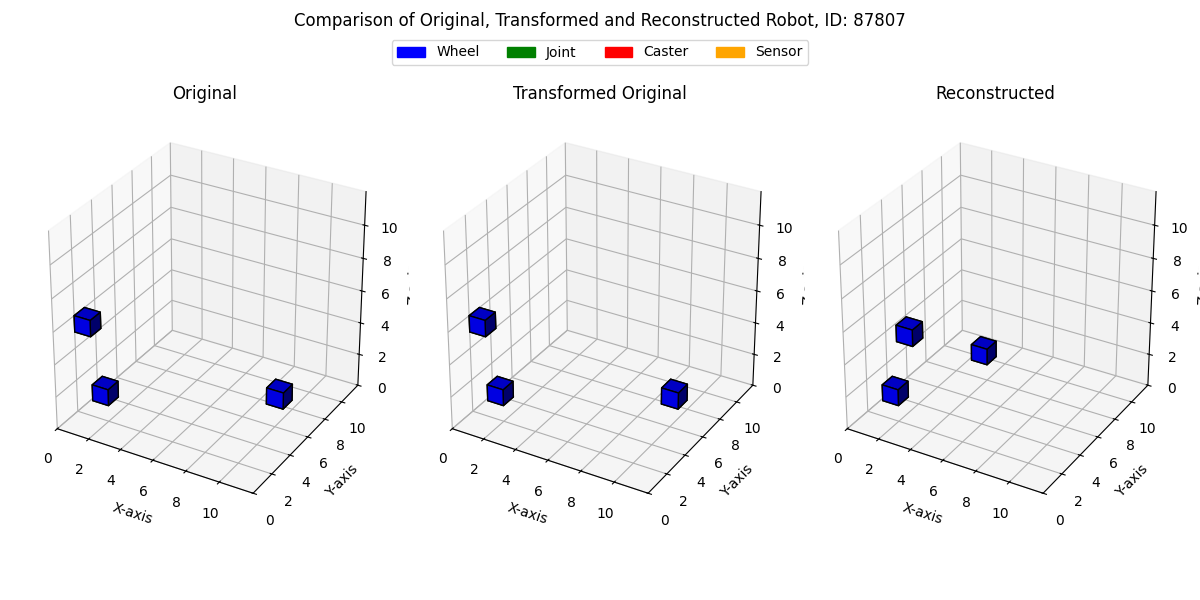 Comparison of Original, Transformed and Reconstructed Robot, ID: 87807
Wheel Joint Caster Sensor
Original Transformed Original Reconstructed
10 10 10
8 8 8
6 6 6
4 4 4
2 2 2
0 0 0
10 10 10
8 8 8
6 6 6
4 4 4
2 2 2
0 0 0
Y-axis Y-axis Y-axis
0 2 4 6 8 10 0 2 4 6 8 10 0 2 4 6 8 10
X-axis X-axis X-axis